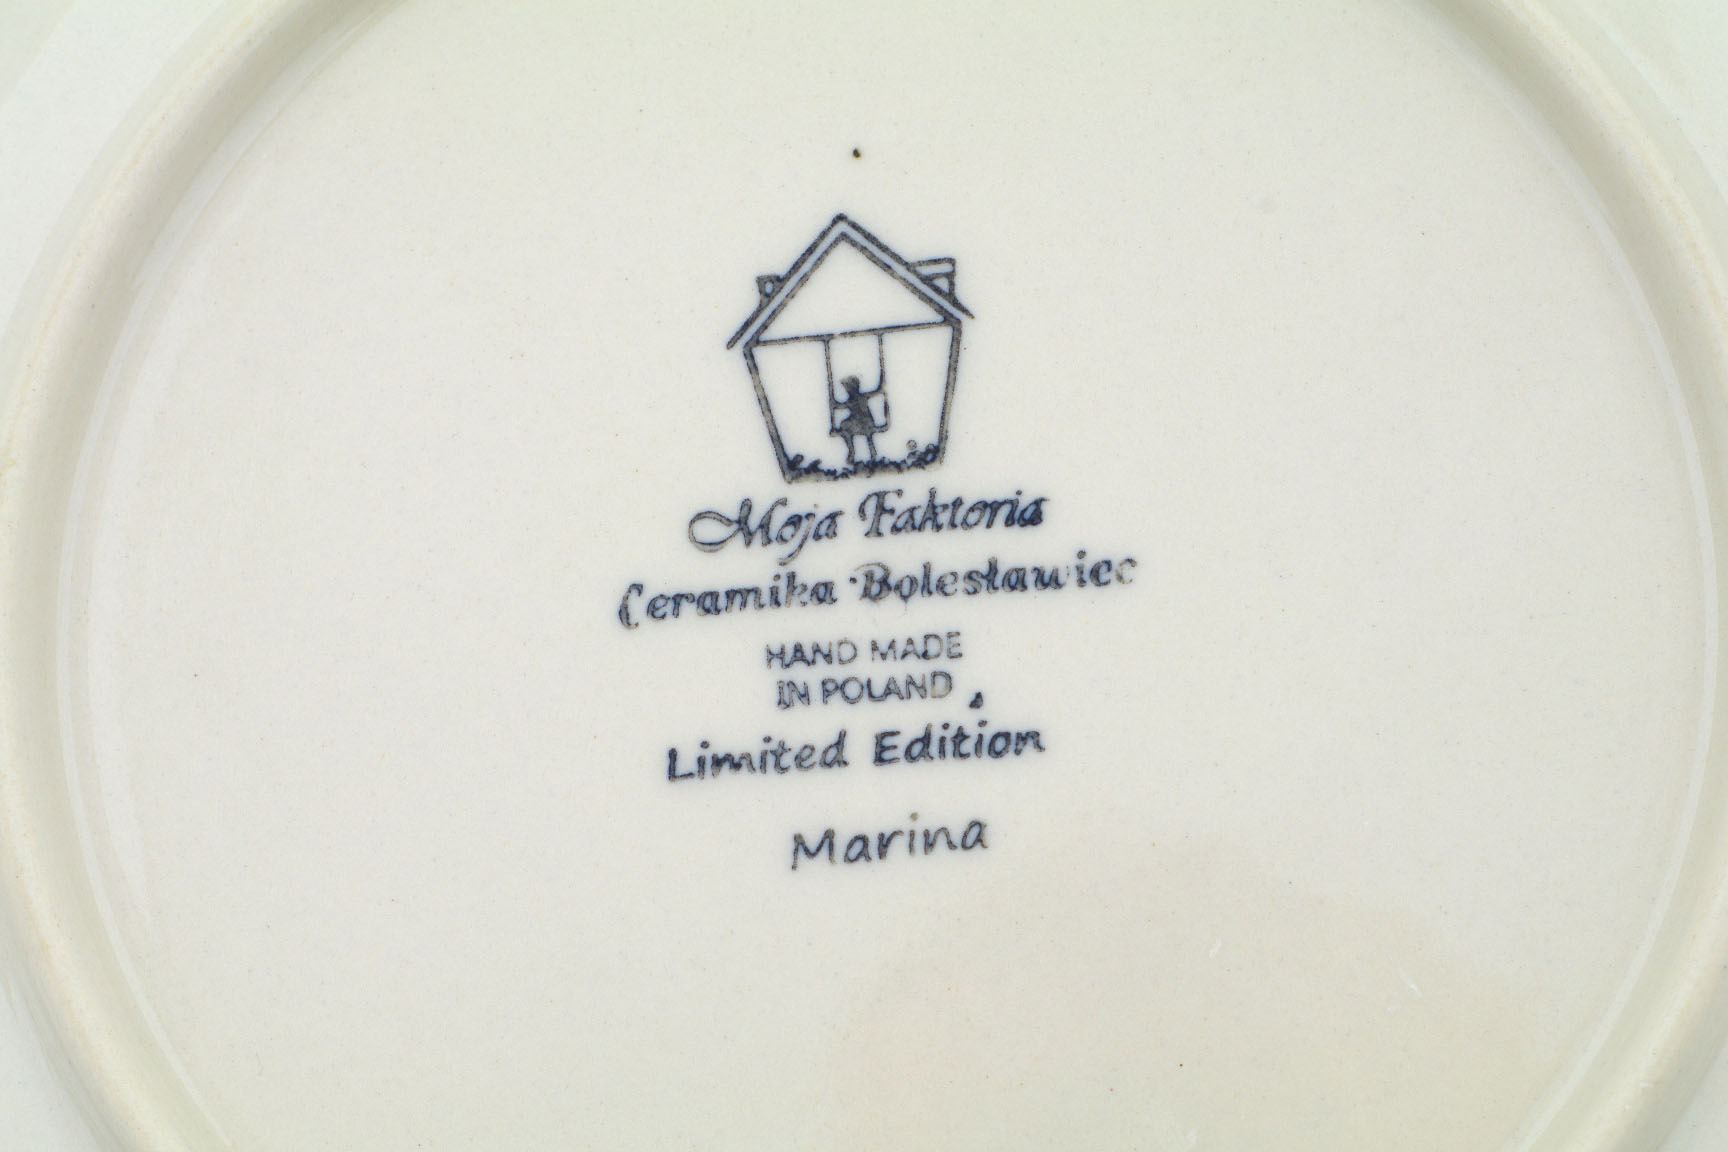 Moja Faktoria
Ceramika Bolesławiec
HAND MADE
IN POLAND
Limited Edition
Marina